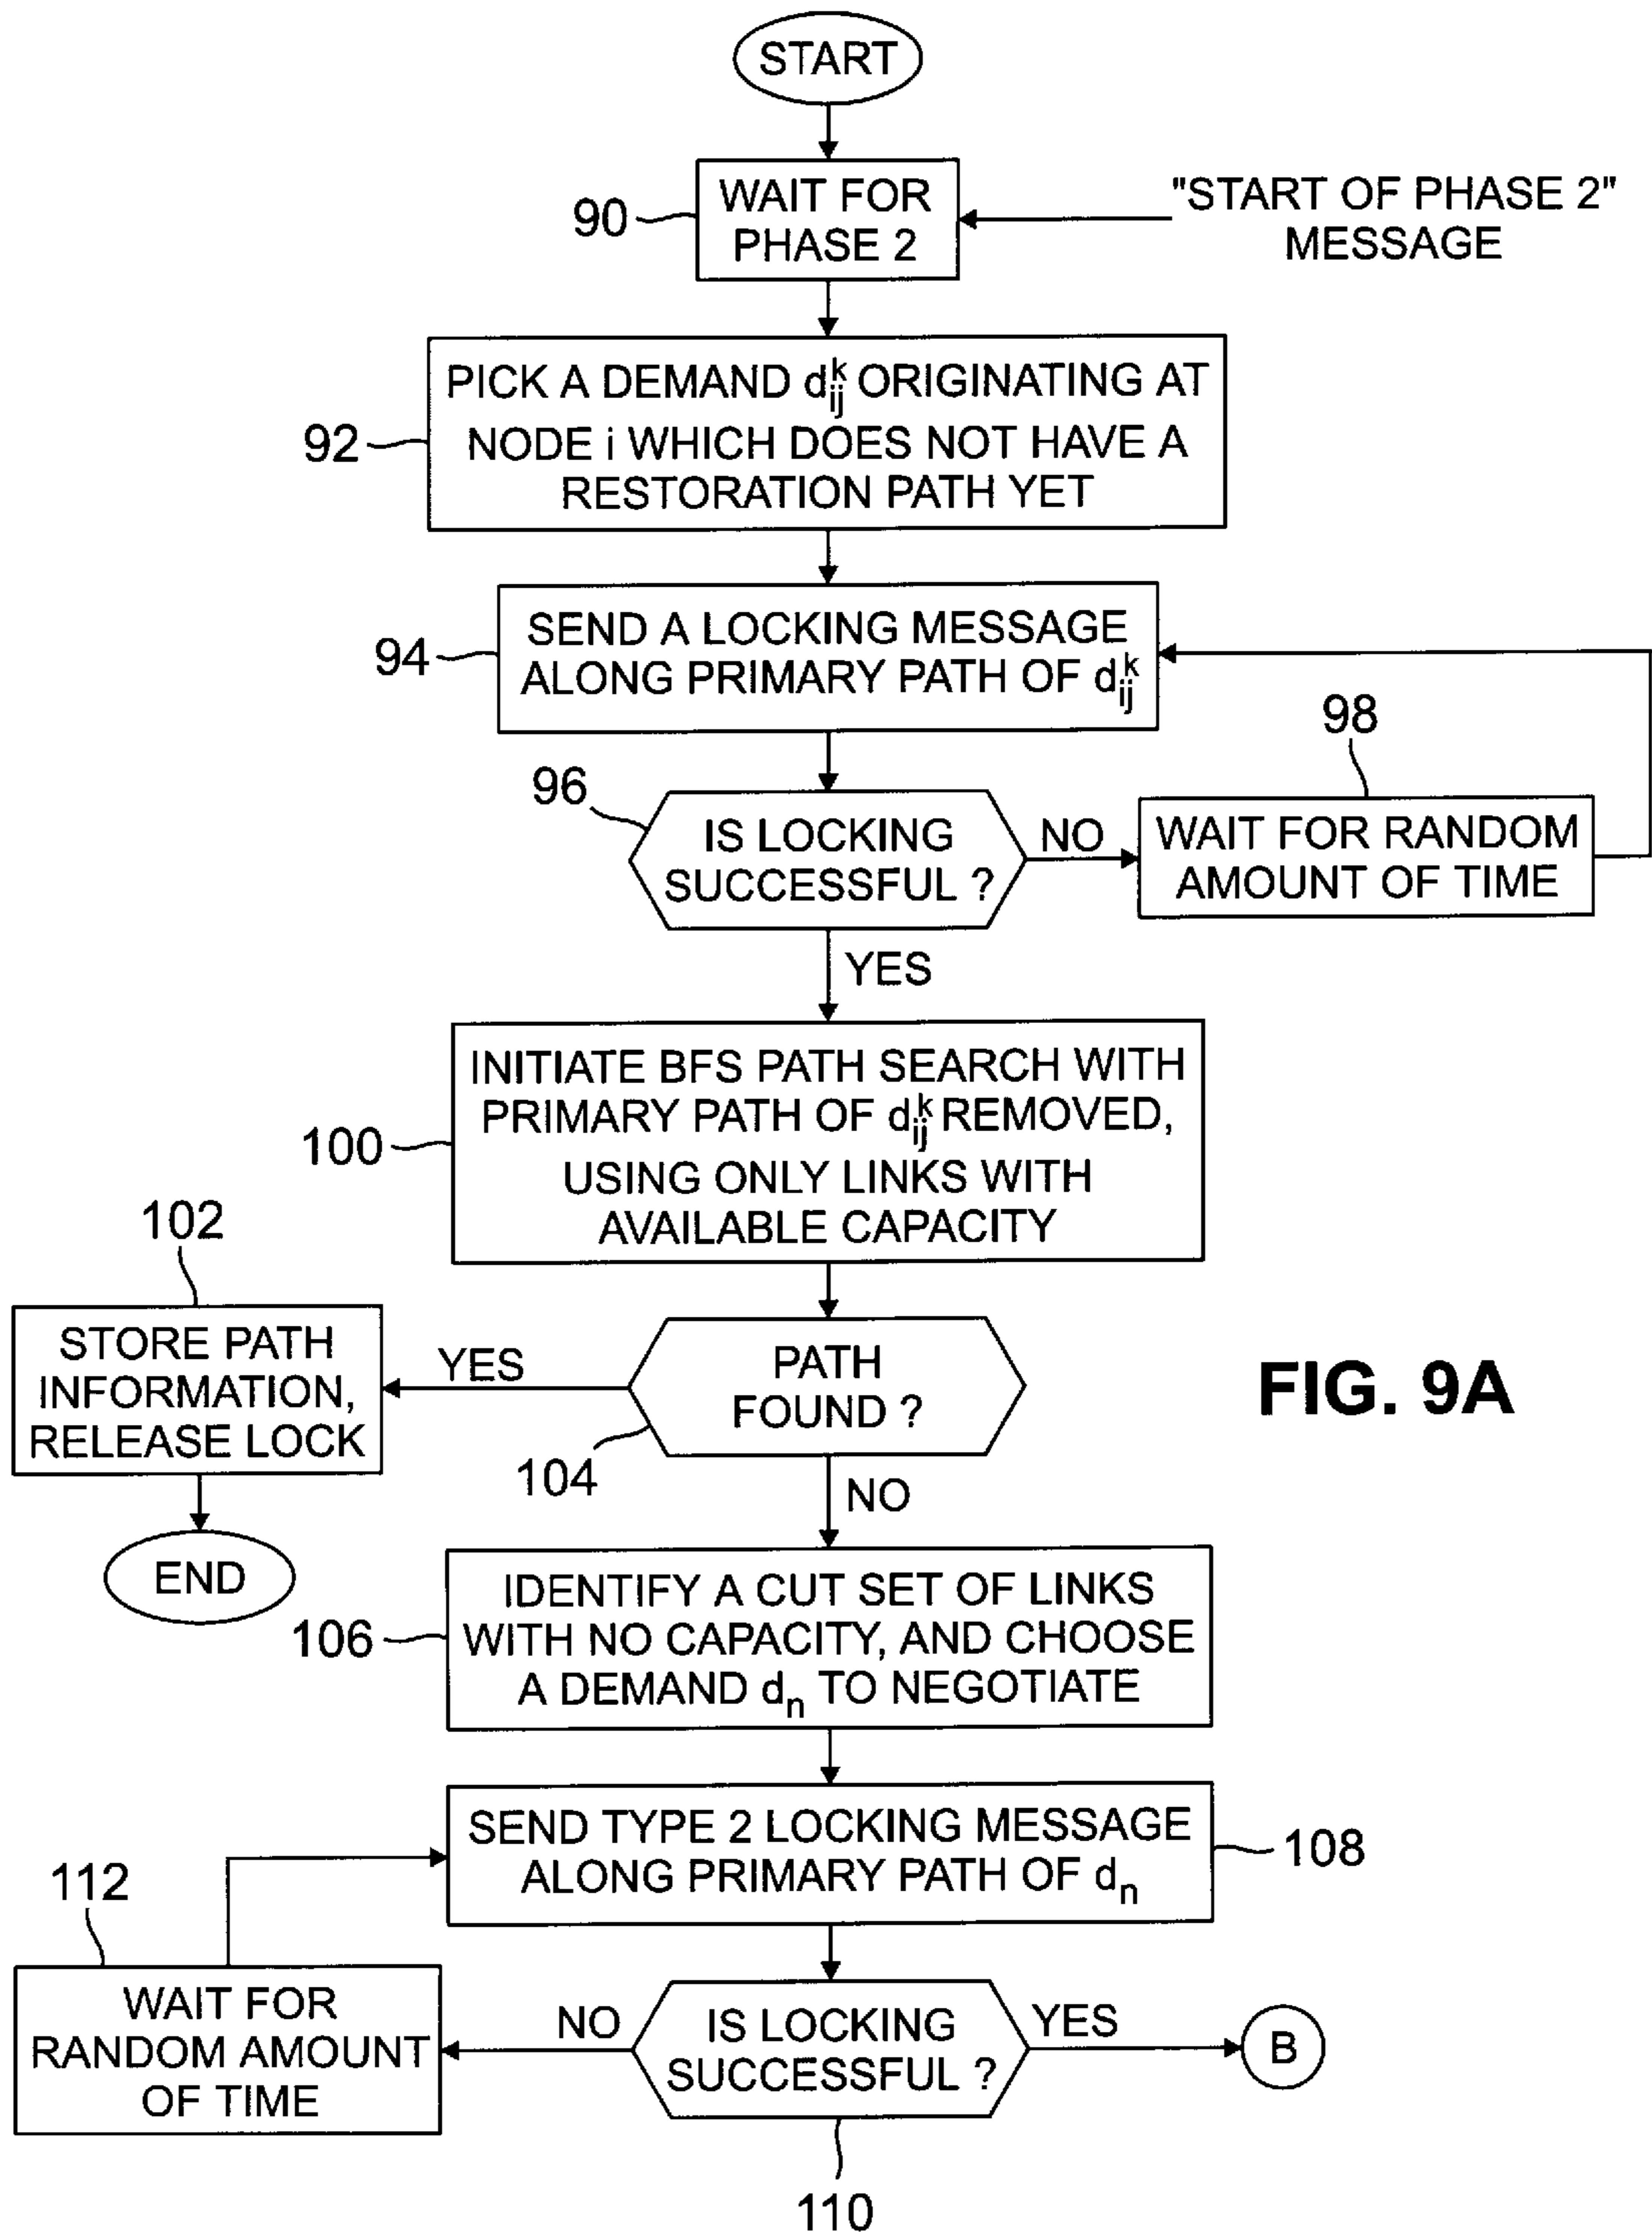 START
90
WAIT FOR
PHASE 2
"START OF PHASE 2"
MESSAGE
92
PICK A DEMAND d_ij^k ORIGINATING AT
NODE i WHICH DOES NOT HAVE A
RESTORATION PATH YET
94
SEND A LOCKING MESSAGE
ALONG PRIMARY PATH OF d_ij^k
96
IS LOCKING
SUCCESSFUL ?
NO
98
WAIT FOR RANDOM
AMOUNT OF TIME
YES
100
INITIATE BFS PATH SEARCH WITH
PRIMARY PATH OF d_ij^k REMOVED,
USING ONLY LINKS WITH
AVAILABLE CAPACITY
102
STORE PATH
INFORMATION,
RELEASE LOCK
YES
PATH
FOUND ?
104
FIG. 9A
END
NO
106
IDENTIFY A CUT SET OF LINKS
WITH NO CAPACITY, AND CHOOSE
A DEMAND d_n TO NEGOTIATE
SEND TYPE 2 LOCKING MESSAGE
ALONG PRIMARY PATH OF d_n
108
112
WAIT FOR
RANDOM AMOUNT
OF TIME
NO
IS LOCKING
SUCCESSFUL ?
YES
B
110